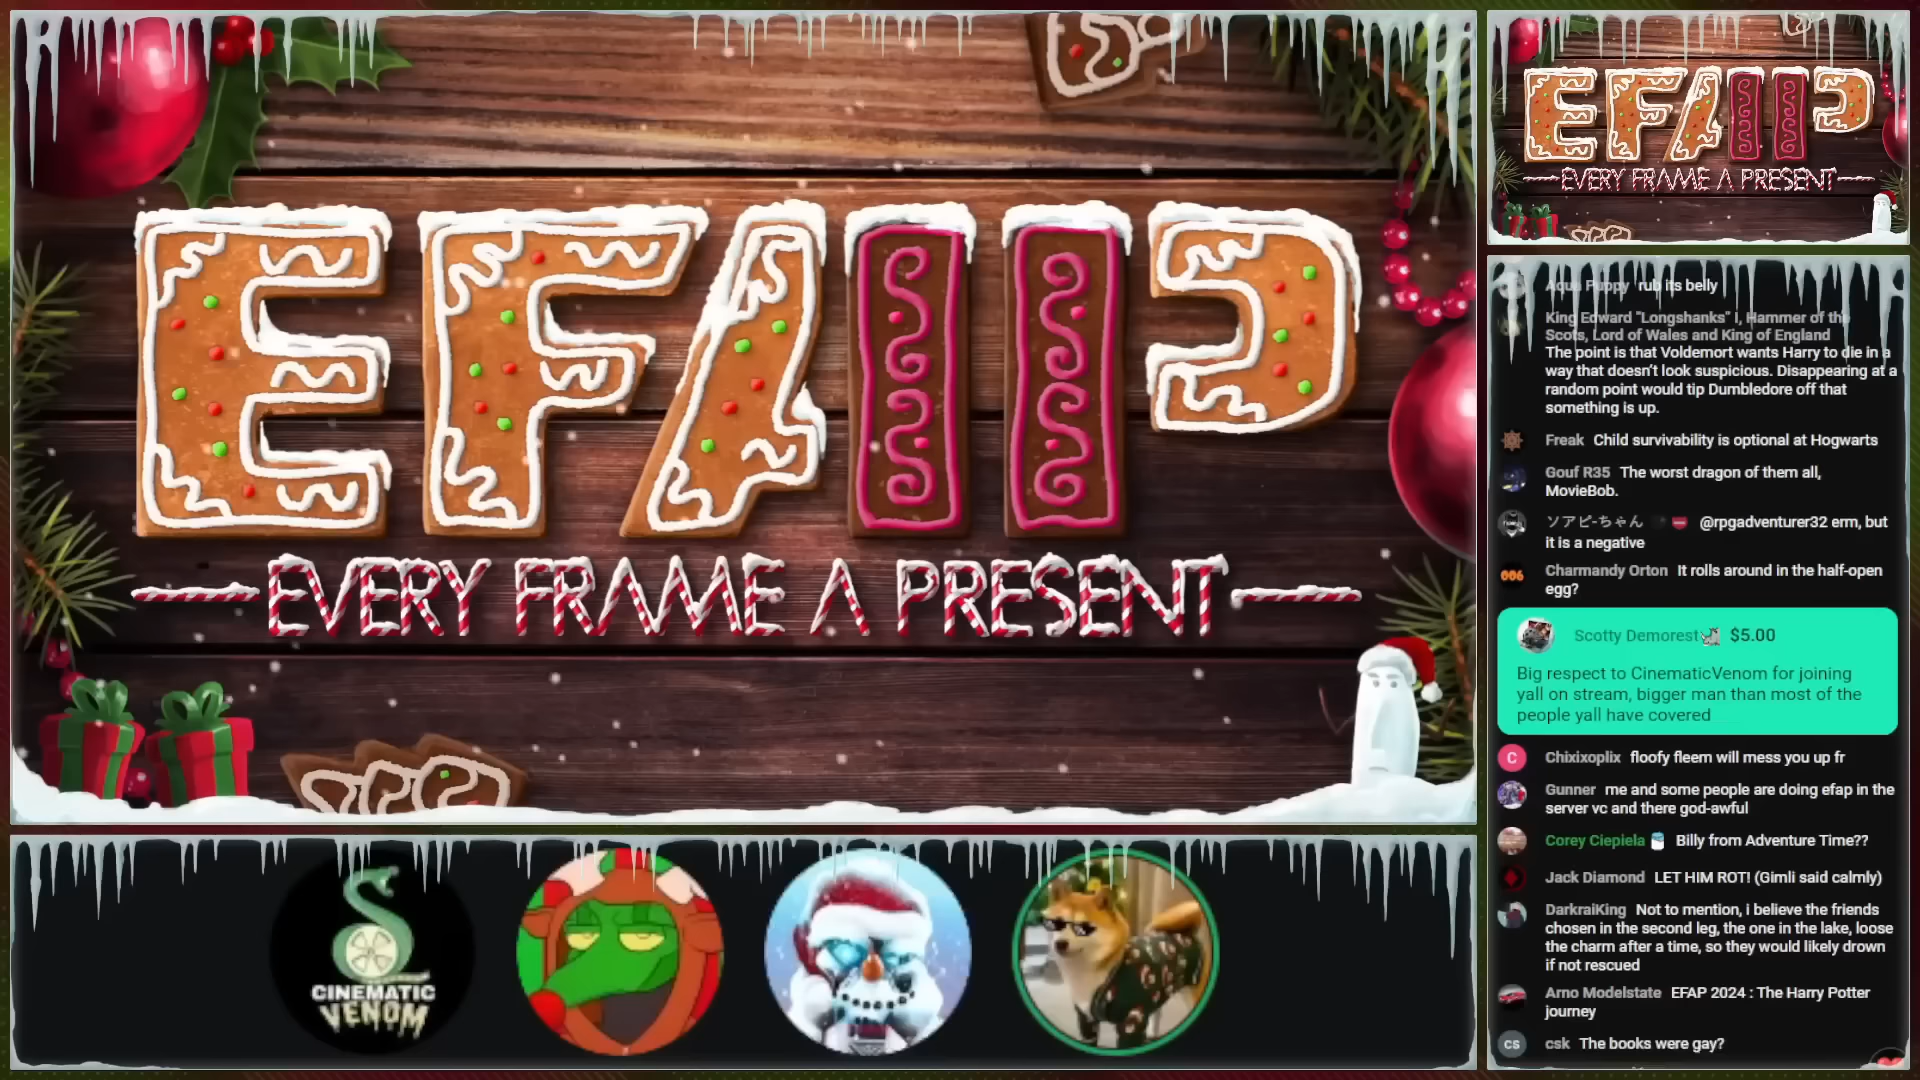 EFAP
EVERY FRAME A PRESENT
EFAP
EVERY FRAME A PRESENT
CINEMATIC
VENOM
Aqua Puppy rub its belly
King Edward "Longshanks" I, Hammer of the
Scots, Lord of Wales and King of England
The point is that Voldemort wants Harry to die in a
way that doesn't look suspicious. Disappearing at a
random point would tip Dumbledore off that
something is up.
Freak Child survivability is optional at Hogwarts
Gouf R35 The worst dragon of them all,
MovieBob.
ソアピ-ちゃん @rpgadventurer32 erm, but
it is a negative
006 Charmandy Orton It rolls around in the half-open
egg?
Scotty Demorest $5.00
Big respect to CinematicVenom for joining
yall on stream, bigger man than most of the
people yall have covered
C Chixixoplix floofy fleem will mess you up fr
Gunner me and some people are doing efap in the
server vc and there god-awful
Corey Ciepiela Billy from Adventure Time??
Jack Diamond LET HIM ROT! (Gimli said calmly)
DarkraiKing Not to mention, i believe the friends
chosen in the second leg, the one in the lake, loose
the charm after a time, so they would likely drown
if not rescued
Arno Modelstate EFAP 2024 : The Harry Potter
journey
CS csk The books were gay?